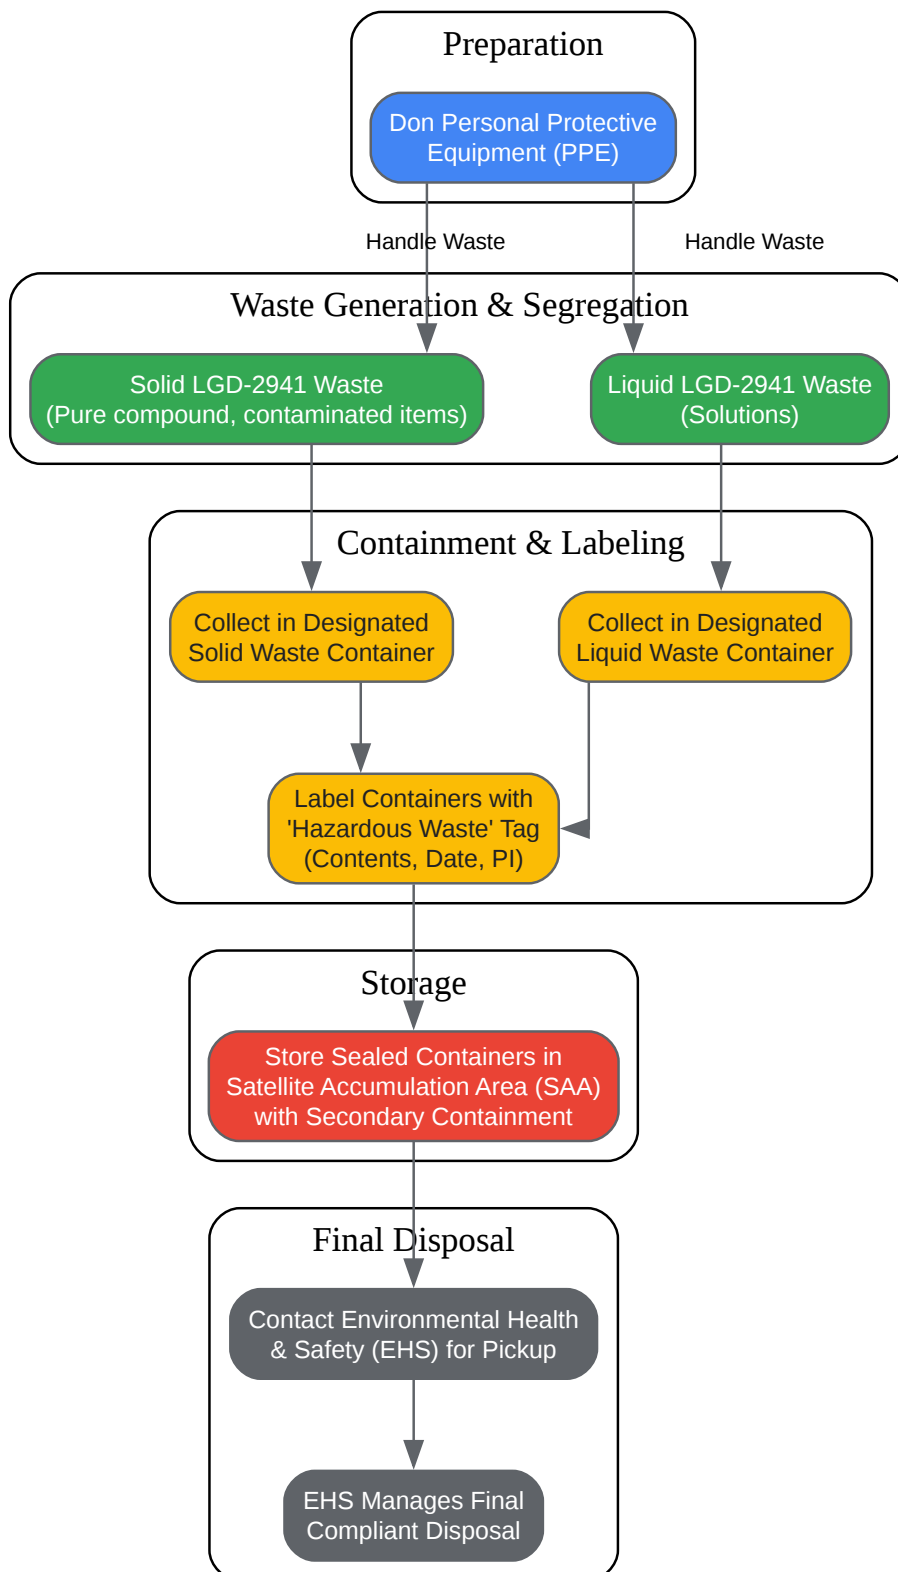 Preparation
Don Personal Protective
Equipment (PPE)
Handle Waste
Handle Waste
Waste Generation & Segregation
Solid LGD-2941 Waste
(Pure compound, contaminated items)
Liquid LGD-2941 Waste
(Solutions)
Containment & Labeling
Collect in Designated
Solid Waste Container
Collect in Designated
Liquid Waste Container
Label Containers with
'Hazardous Waste' Tag
(Contents, Date, PI)
Storage
Store Sealed Containers in
Satellite Accumulation Area (SAA)
with Secondary Containment
Final Disposal
Contact Environmental Health
& Safety (EHS) for Pickup
EHS Manages Final
Compliant Disposal